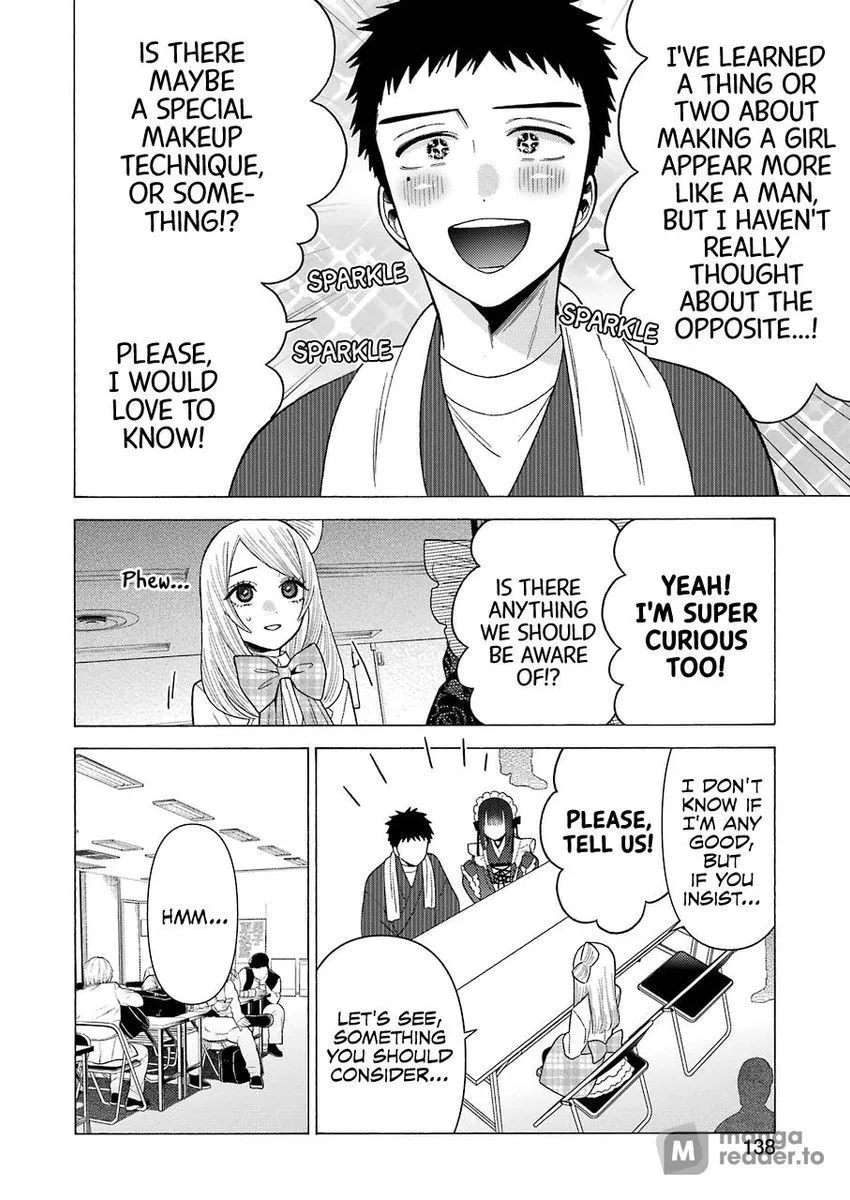 I'VE LEARNED
A THING OR
TWO ABOUT
MAKING A GIRL
APPEAR MORE
LIKE A MAN,
BUT I HAVEN'T
REALLY
THOUGHT
ABOUT THE
OPPOSITE...!
IS THERE
MAYBE
A SPECIAL
MAKEUP
TECHNIQUE,
OR SOME-
THING!?
SPARKLE
SPARKLE
SPARKLE
PLEASE,
I WOULD
LOVE TO
KNOW!
YEAH!
I'M SUPER
CURIOUS
TOO!
IS THERE
ANYTHING
WE SHOULD
BE AWARE
OF!?
Phew...
I DON'T
KNOW IF
I'M ANY
GOOD,
BUT
IF YOU
INSIST...
PLEASE,
TELL US!
LET'S SEE,
SOMETHING
YOU SHOULD
CONSIDER...
HMM...
138
M manga
reader.to